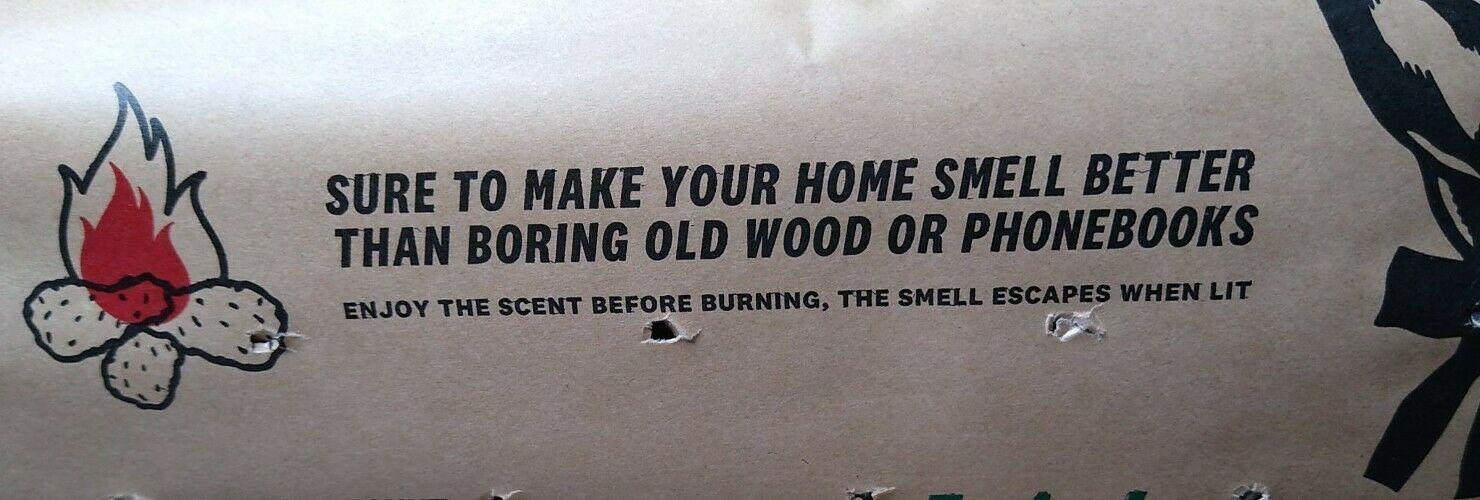 SURE TO MAKE YOUR HOME SMELL BETTER
THAN BORING OLD WOOD OR PHONEBOOKS
ENJOY THE SCENT BEFORE BURNING, THE SMELL ESCAPES WHEN LIT